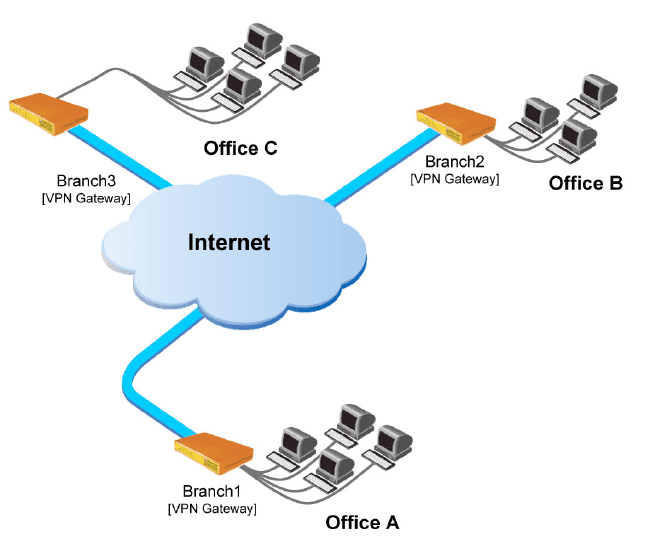 Office C
Branch3
[VPN Gateway]
Branch2
[VPN Gateway]
Office B
Internet
Branch1
[VPN Gateway]
Office A